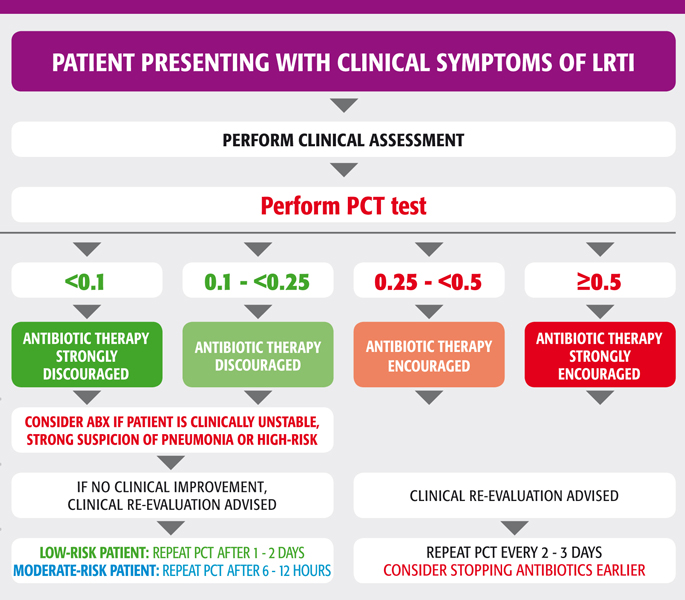 PATIENT PRESENTING WITH CLINICAL SYMPTOMS OF LRTI
PERFORM CLINICAL ASSESSMENT
Perform PCT test
<0.1
0.1 - <0.25
0.25 - <0.5
≥0.5
ANTIBIOTIC THERAPY
STRONGLY
DISCOURAGED
ANTIBIOTIC THERAPY
DISCOURAGED
ANTIBIOTIC THERAPY
ENCOURAGED
ANTIBIOTIC THERAPY
STRONGLY
ENCOURAGED
CONSIDER ABX IF PATIENT IS CLINICALLY UNSTABLE,
STRONG SUSPICION OF PNEUMONIA OR HIGH-RISK
IF NO CLINICAL IMPROVEMENT,
CLINICAL RE-EVALUATION ADVISED
CLINICAL RE-EVALUATION ADVISED
LOW-RISK PATIENT: REPEAT PCT AFTER 1 - 2 DAYS
MODERATE-RISK PATIENT: REPEAT PCT AFTER 6 - 12 HOURS
REPEAT PCT EVERY 2 - 3 DAYS
CONSIDER STOPPING ANTIBIOTICS EARLIER